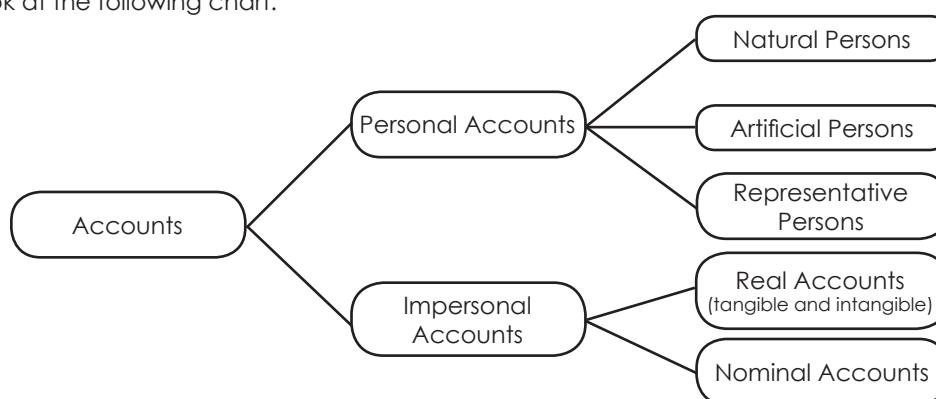 at the following chart.
Natural Persons
Personal Accounts
Artificial Persons
Representative
Persons
Accounts
Real Accounts
(tangible and intangible)
Impersonal
Accounts
Nominal Accounts